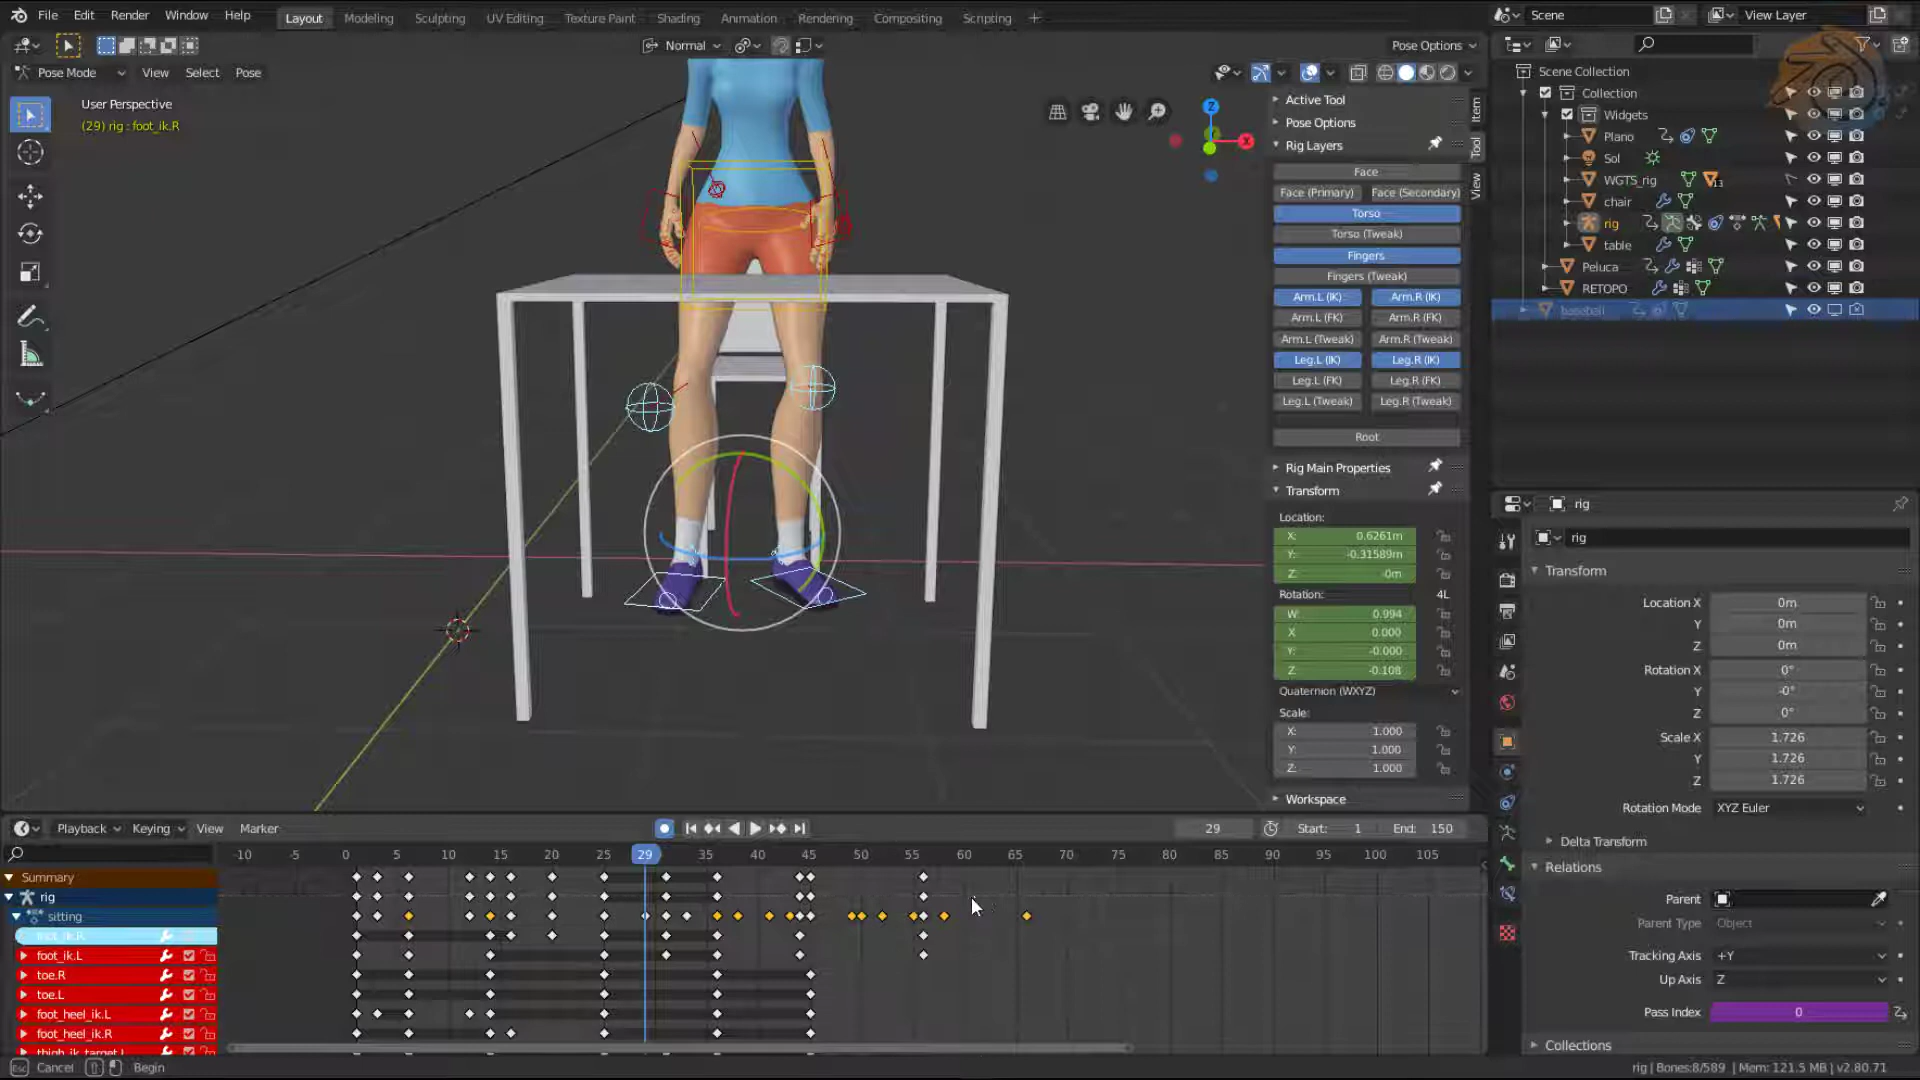 File Edit Render Window Help
Layout Modeling Sculpting UV Editing Texture Paint Shading Animation Rendering Compositing Scripting +
Scene
View Layer
Normal
Pose Options
Pose Mode View Select Pose
User Perspective
(29) rig : foot_ik.R
Z
X
Active Tool
Pose Options
Rig Layers
Face
Face (Primary) Face (Secondary)
Torso
Torso (Tweak)
Fingers
Fingers (Tweak)
Arm.L (IK) Arm.R (IK)
Arm.L (FK) Arm.R (FK)
Arm.L (Tweak) Arm.R (Tweak)
Leg.L (IK) Leg.R (IK)
Leg.L (FK) Leg.R (FK)
Leg.L (Tweak) Leg.R (Tweak)
Root
Rig Main Properties
Transform
Location:
X: 0.6261m
Y: -0.31589m
Z: -0m
Rotation: 4L
W: 0.994
X 0.000
Y: -0.000
Z: -0.108
Quaternion (WXYZ)
Scale:
X: 1.000
Y: 1.000
Z: 1.000
Workspace
Item
Tool
View
Scene Collection
Collection
Widgets
Plano
Sol
WGTS_rig 13
chair
rig
table
Peluca
RETOPO
baseball
rig
rig
Transform
Location X 0m
Y 0m
Z 0m
Rotation X 0°
Y -0°
Z 0°
Scale X 1.726
Y 1.726
Z 1.726
Rotation Mode XYZ Euler
Delta Transform
Relations
Parent
Parent Type Object
Tracking Axis +Y
Up Axis Z
Pass Index 0
Collections
Playback Keying View Marker
29 Start: 1 End: 150
-10 -5 0 5 10 15 20 25 29 35 40 45 50 55 60 65 70 75 80 85 90 95 100 105
Summary
rig
sitting
foot_ik.R
foot_ik.L
toe.R
toe.L
foot_heel_ik.L
foot_heel_ik.R
thigh_ik_target.L
Esc Cancel Begin
rig | Bones:8/589 | Mem: 121.5 MB | v2.80.71